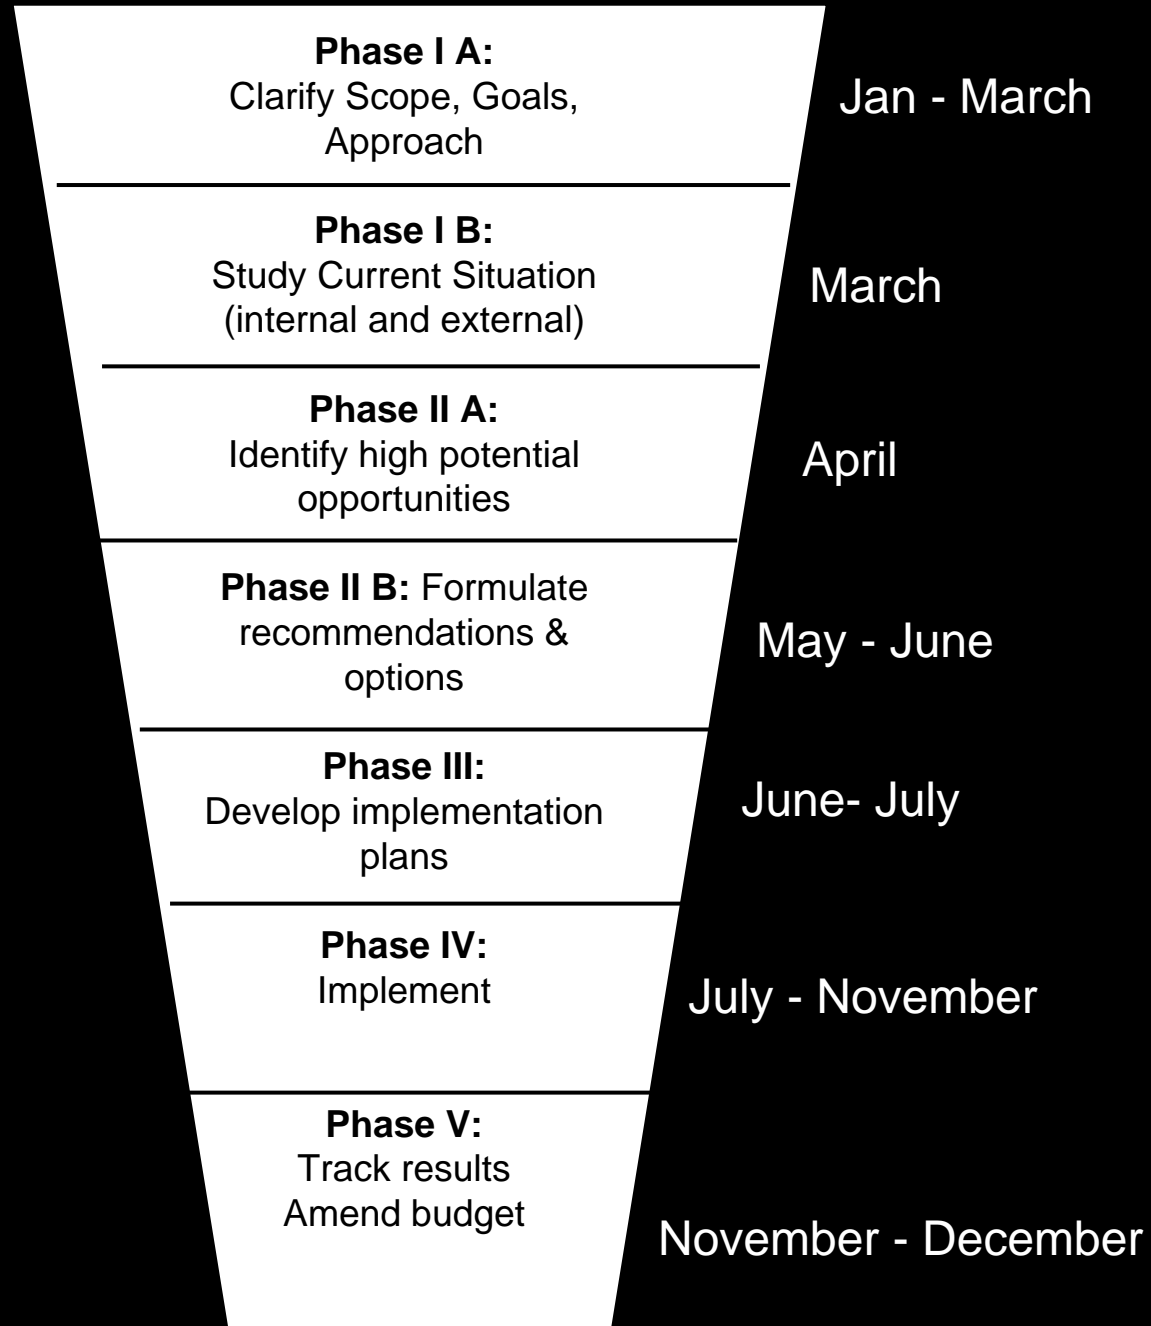 Phase I A:
Clarify Scope, Goals,
Approach
Jan - March
Phase I B:
Study Current Situation
(internal and external)
March
Phase II A:
Identify high potential
opportunities
April
Phase II B: Formulate
recommendations &
options
May - June
Phase III:
Develop implementation
plans
June- July
Phase IV:
Implement
July - November
Phase V:
Track results
Amend budget
November - December